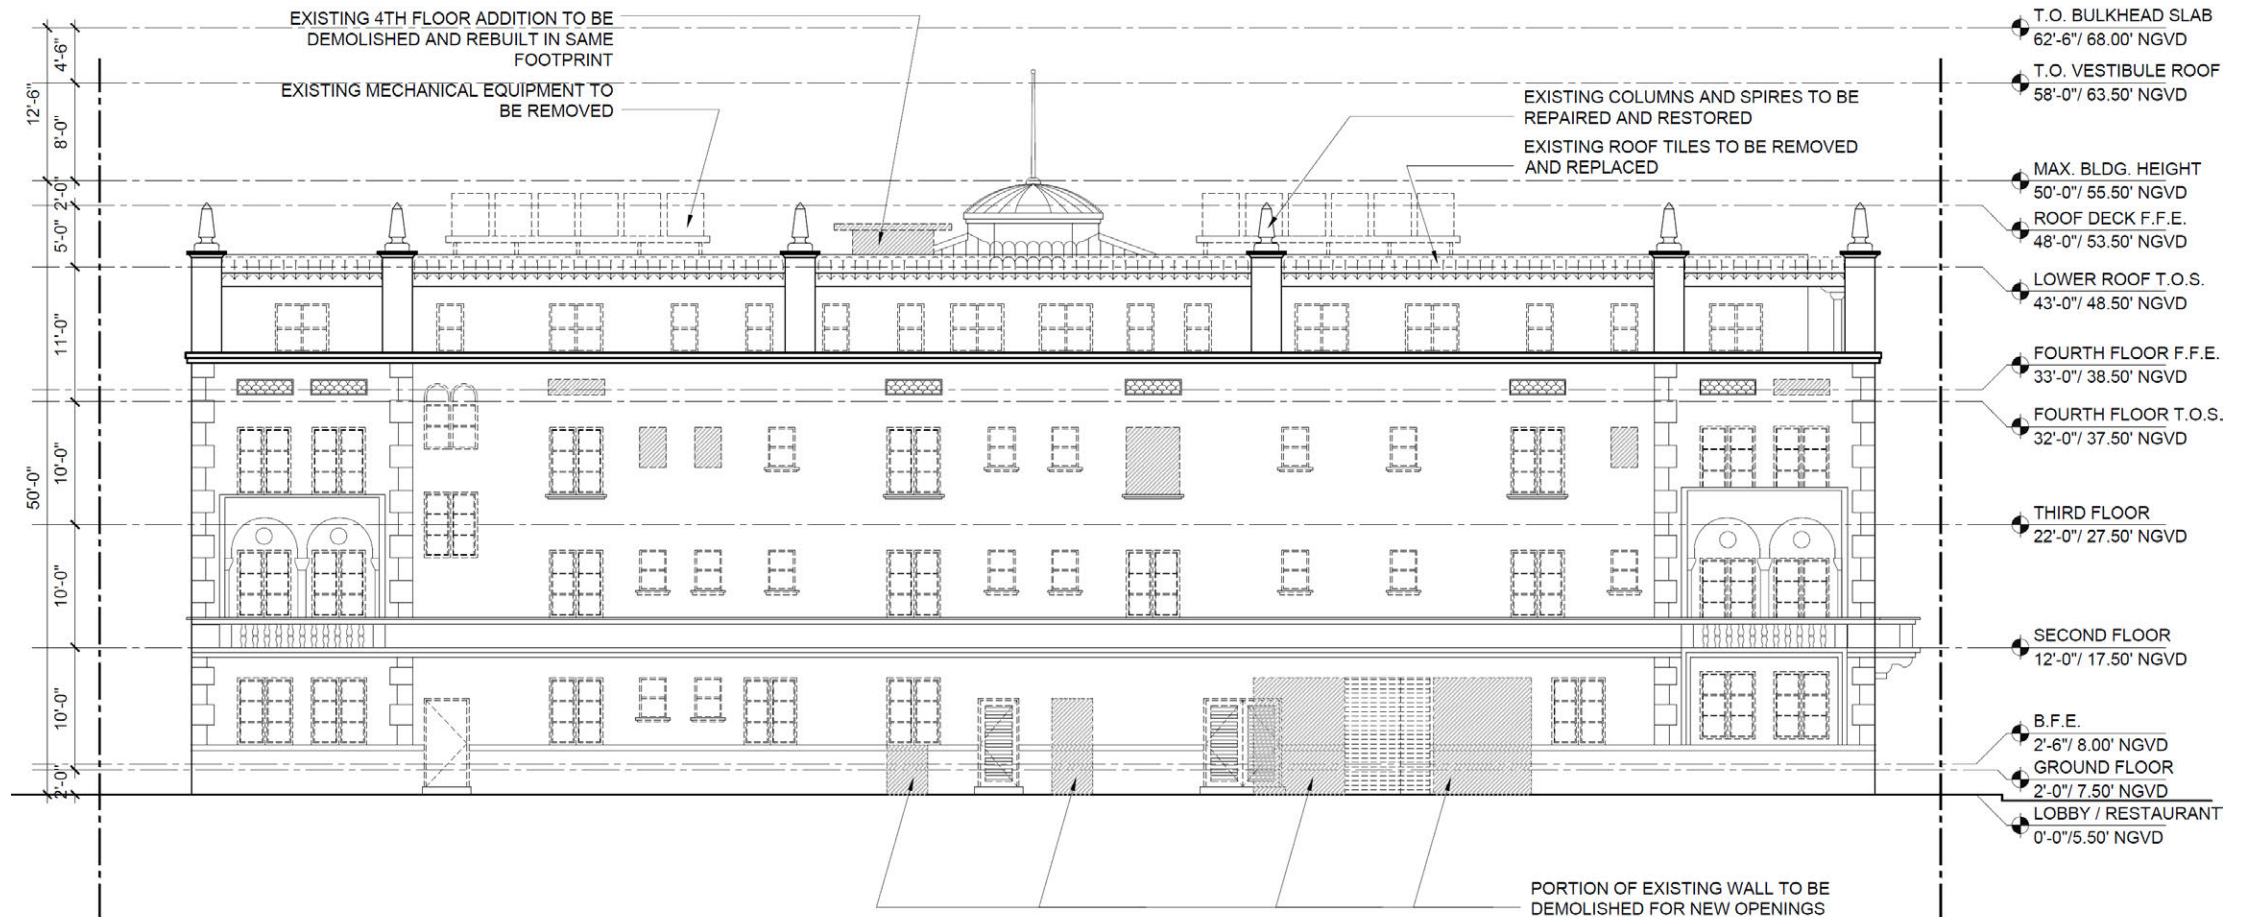 EXISTING 4TH FLOOR ADDITION TO BE
DEMOLISHED AND REBUILT IN SAME
FOOTPRINT
EXISTING MECHANICAL EQUIPMENT TO
BE REMOVED
EXISTING COLUMNS AND SPIRES TO BE
REPAIRED AND RESTORED
EXISTING ROOF TILES TO BE REMOVED
AND REPLACED
T.O. BULKHEAD SLAB
62'-6"/ 68.00' NGVD
T.O. VESTIBULE ROOF
58'-0"/ 63.50' NGVD
MAX. BLDG. HEIGHT
50'-0"/ 55.50' NGVD
ROOF DECK F.F.E.
48'-0"/ 53.50' NGVD
LOWER ROOF T.O.S.
43'-0"/ 48.50' NGVD
FOURTH FLOOR F.F.E.
33'-0"/ 38.50' NGVD
FOURTH FLOOR T.O.S.
32'-0"/ 37.50' NGVD
THIRD FLOOR
22'-0"/ 27.50' NGVD
SECOND FLOOR
12'-0"/ 17.50' NGVD
B.F.E.
2'-6"/ 8.00' NGVD
GROUND FLOOR
2'-0"/ 7.50' NGVD
LOBBY / RESTAURANT
0'-0"/5.50' NGVD
12'-6"
50'-0"
4'-6"
8'-0"
2'-0"
5'-0"
11'-0"
10'-0"
10'-0"
10'-0"
2'-0"
PORTION OF EXISTING WALL TO BE
DEMOLISHED FOR NEW OPENINGS